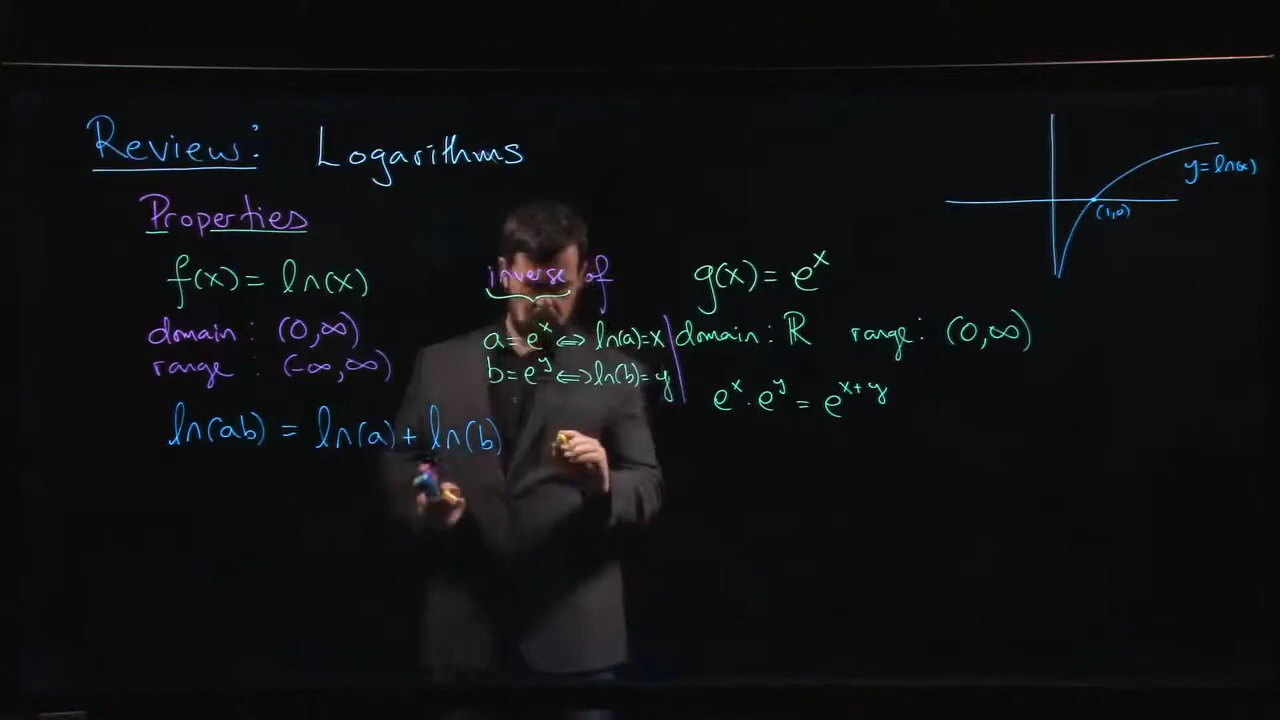 Review: Logarithms
y=ln(x)
(1,0)
Properties
f(x) = ln(x) inverse of g(x) = e^x
domain: (0,∞) a=e^x ⇔ ln(a)=x domain: ℝ range: (0,∞)
range: (-∞,∞) b=e^y ⇔ ln(b)=y
e^x · e^y = e^(x+y)
ln(ab) = ln(a) + ln(b)